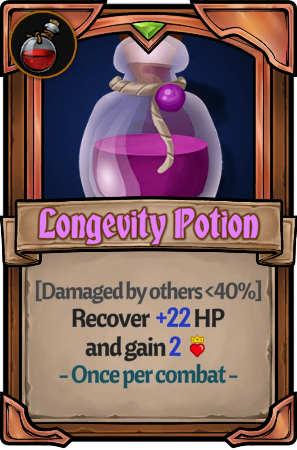 Longevity Potion
[Damaged by others <40%]
Recover +22 HP
and gain 2
- Once per combat -